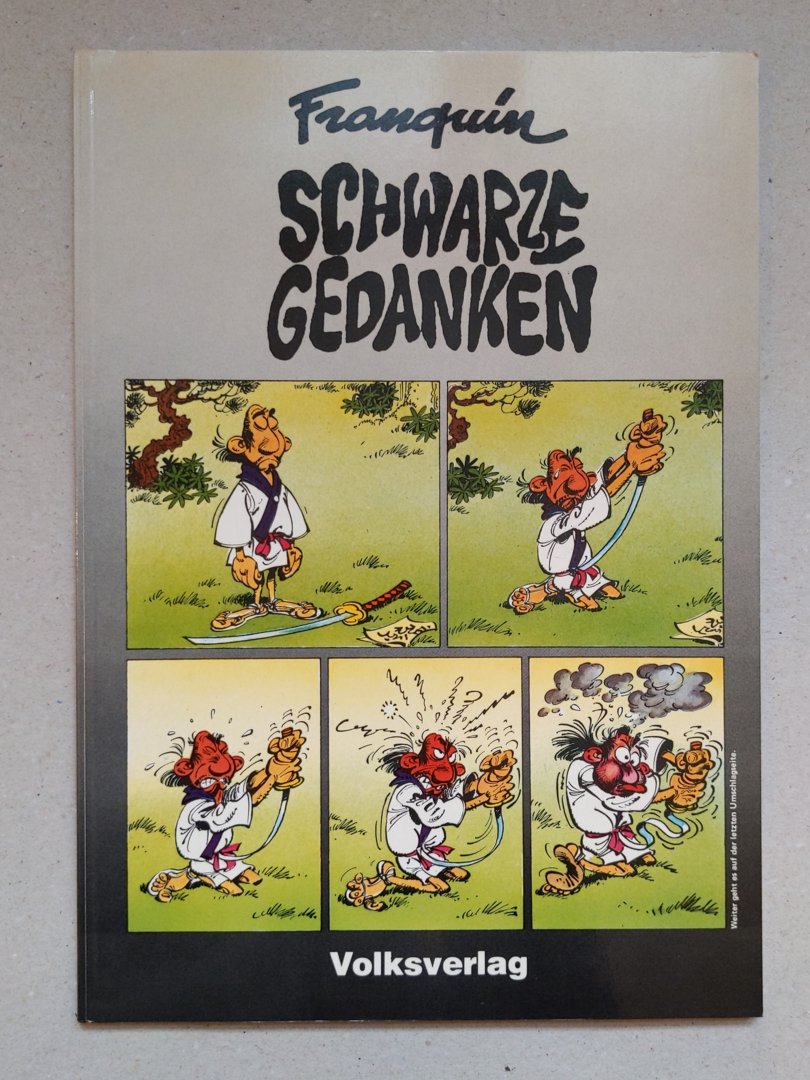 Franquin
SCHWARZE
GEDANKEN
Weiter geht es auf der letzten Umschlagseite.
Volksverlag